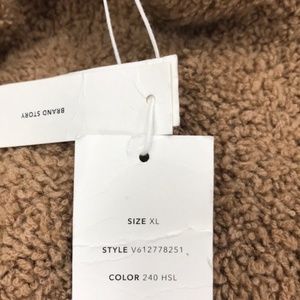 BRAND STORY
SIZE XL
STYLE V612778251
COLOR 240 HSL